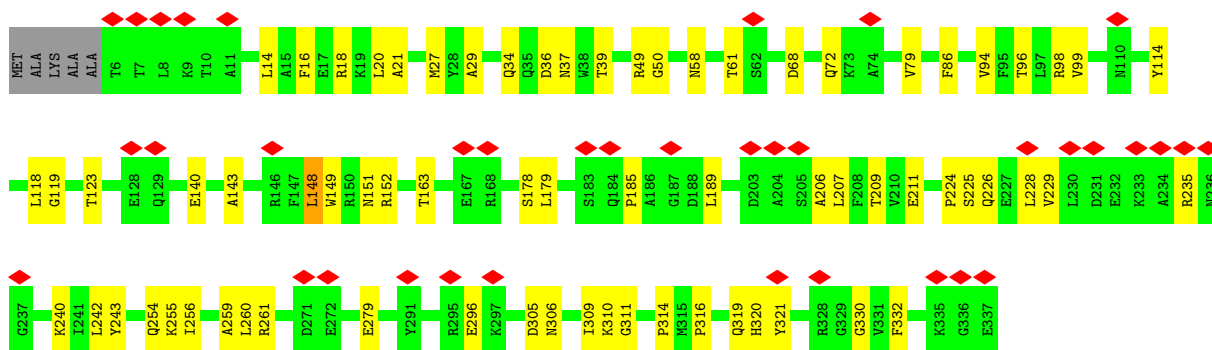 MET ALA LYS ALA ALA T6 T7 L8 K9 T10 A11 L14 A15 F16 E17 R18 K19 L20 A21 M27 Y28 A29 Q34 Q35 D36 N37 W38 T39 R49 G50 N58 T61 S62 D68 Q72 K73 A74 V79 F86 V94 F95 T96 L97 R98 V99 N110 Y114
L118 G119 T123 E128 Q129 E140 A143 R146 F147 L148 W149 R150 N151 R152 T163 E167 R168 S178 L179 S183 Q184 P185 A186 G187 D188 L189 D203 A204 S205 A206 L207 F208 T209 V210 E211 P224 S225 Q226 E227 L228 V229 L230 D231 E232 K233 A234 R235 N236
G237 K240 I241 L242 Y243 Q254 K255 I256 A259 L260 R261 D271 E272 E279 Y291 R295 E296 K297 D305 N306 I309 K310 G311 P314 M315 P316 Q319 H320 Y321 R328 G329 G330 V331 F332 K335 G336 E337